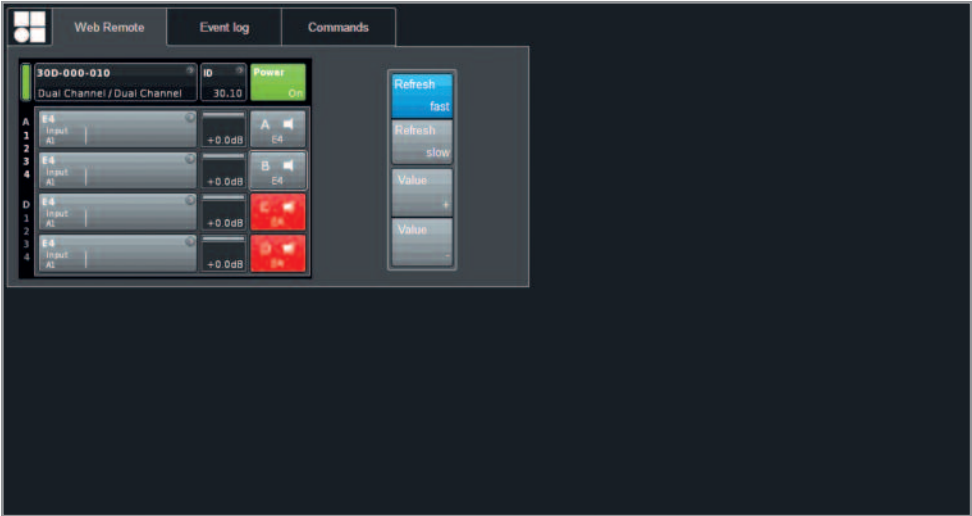 Web Remote
Event log
Commands
30D-000-010
Dual Channel / Dual Channel
ID
30.10
Power
On
Refresh
fast
Refresh
slow
Value
+
Value
-
A
1
2
3
4
D
1
2
3
4
E4
Input
A1
+0.0dB
A
E4
E4
Input
A1
+0.0dB
B
E4
E4
Input
A1
+0.0dB
C
E4
E4
Input
A1
+0.0dB
D
E4